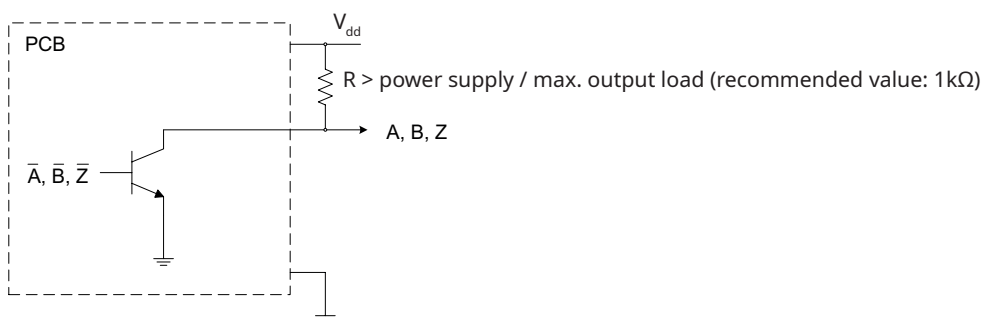 V_dd
PCB
R > power supply / max. output load (recommended value: 1kΩ)
A, B, Z
A̅, B̅, Z̅